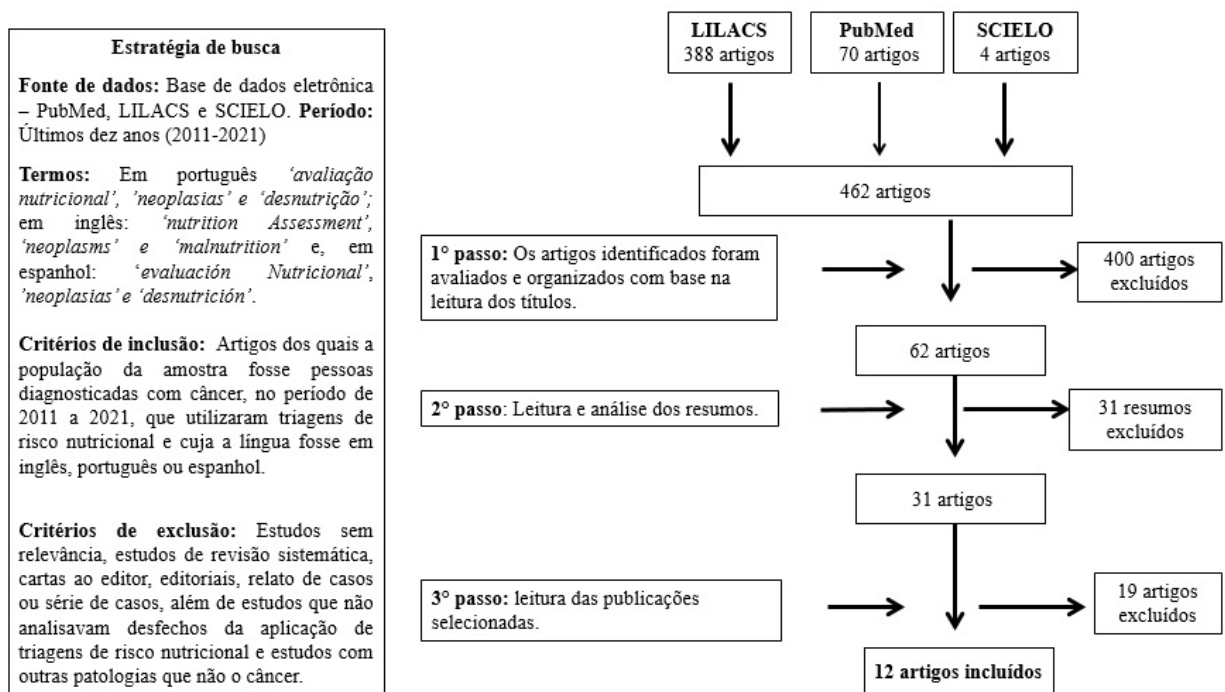 Estratégia de busca
Fonte de dados: Base de dados eletrônica
– PubMed, LILACS e SCIELO. Período:
Últimos dez anos (2011-2021)
Termos: Em português ‘avaliação
nutricional’, ’neoplasias’ e ‘desnutrição’;
em inglês: ‘nutrition Assessment’,
‘neoplasms’ e ‘malnutrition’ e, em
espanhol: ‘evaluación Nutricional’,
’neoplasias’ e ‘desnutrición’.
Critérios de inclusão: Artigos dos quais a
população da amostra fosse pessoas
diagnosticadas com câncer, no período de
2011 a 2021, que utilizaram triagens de
risco nutricional e cuja a língua fosse em
inglês, português ou espanhol.
Critérios de exclusão: Estudos sem
relevância, estudos de revisão sistemática,
cartas ao editor, editoriais, relato de casos
ou série de casos, além de estudos que não
analisavam desfechos da aplicação de
triagens de risco nutricional e estudos com
outras patologias que não o câncer.
LILACS
388 artigos
PubMed
70 artigos
SCIELO
4 artigos
462 artigos
1° passo: Os artigos identificados foram
avaliados e organizados com base na
leitura dos títulos.
400 artigos
excluídos
62 artigos
2° passo: Leitura e análise dos resumos.
31 resumos
excluídos
31 artigos
3° passo: leitura das publicações
selecionadas.
19 artigos
excluídos
12 artigos incluídos